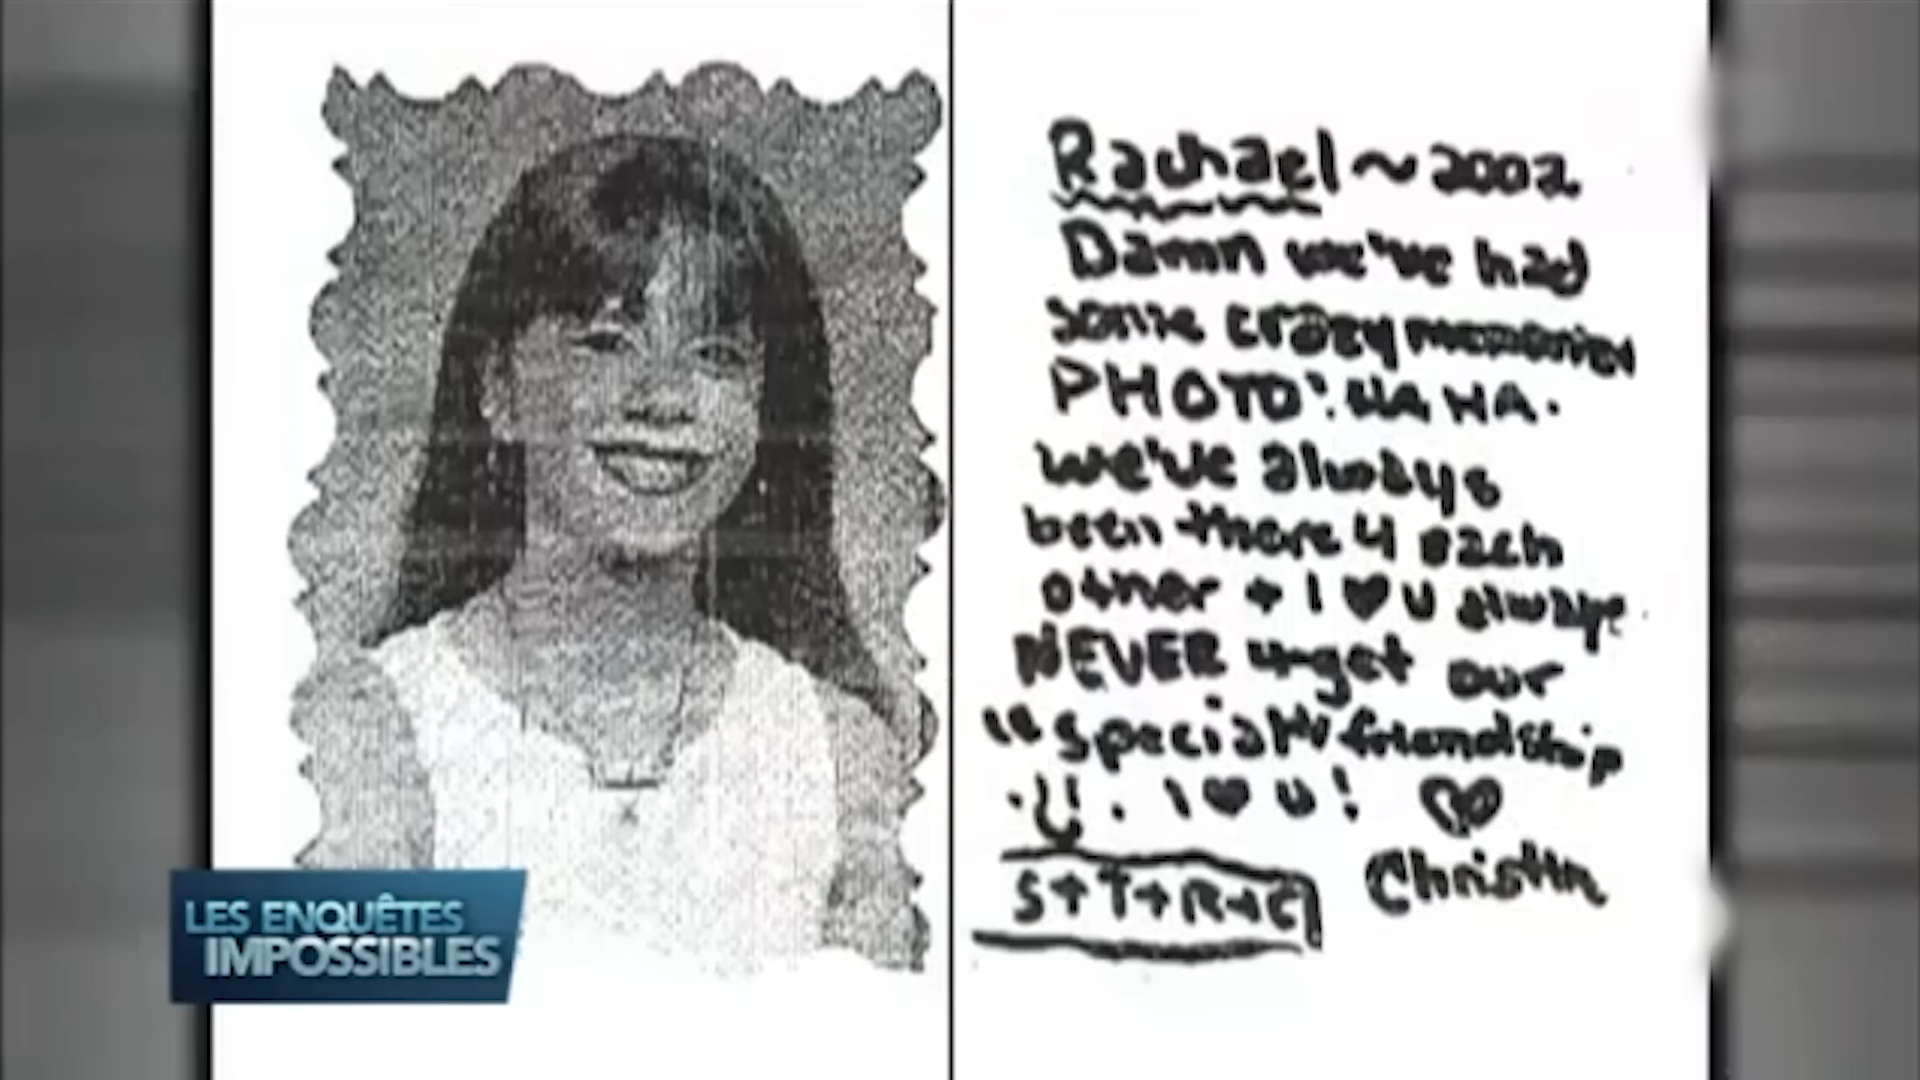 Rachael ~ 2002
Damn we've had
some crazy memories
PHOTO: HA HA.
we've always
been there 4 each
other + I ♥ U always
NEVER 4get our
"special" friendship
I ♥ U! ♥
S+T+R+C
LES ENQUÊTES
IMPOSSIBLES